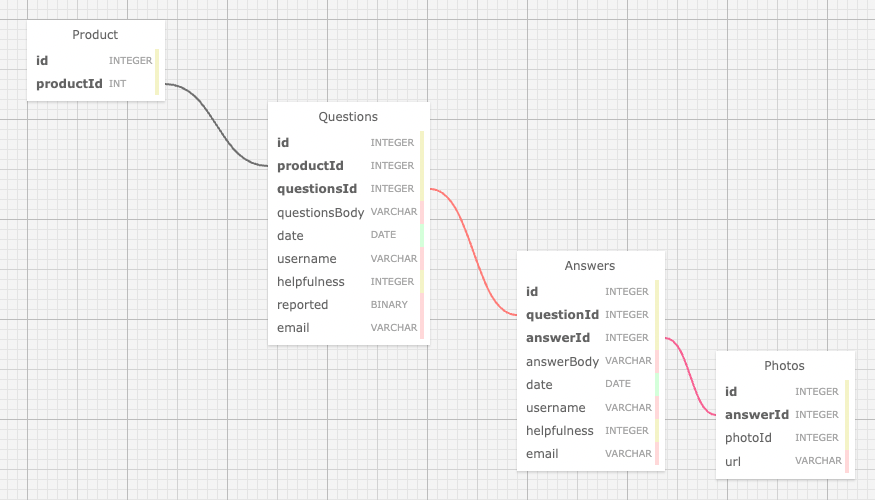 Product
id INTEGER
productId INT
Questions
id INTEGER
productId INTEGER
questionsId INTEGER
questionsBody VARCHAR
date DATE
username VARCHAR
helpfulness INTEGER
reported BINARY
email VARCHAR
Answers
id INTEGER
questionId INTEGER
answerId INTEGER
answerBody VARCHAR
date DATE
username VARCHAR
helpfulness INTEGER
email VARCHAR
Photos
id INTEGER
answerId INTEGER
photoId INTEGER
url VARCHAR